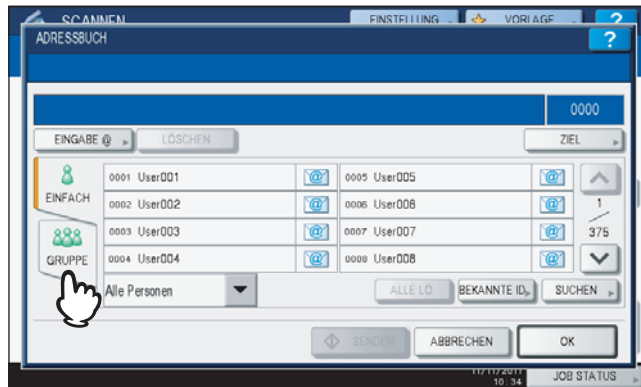 SCANNEN EINSTELLUNG VORLAGE ?
ADRESSBUCH ?
0000
EINGABE @ LÖSCHEN ZIEL
EINFACH
0001 User001 @ 0005 User005 @
0002 User002 @ 0006 User006 @
1
0003 User003 @ 0007 User007 @
375
GRUPPE
0004 User004 @ 0008 User008 @
Alle Personen ALLE LÖ. BEKANNTE ID SUCHEN
SENDEN ABBRECHEN OK
11/11/2011
10:34 JOB STATUS